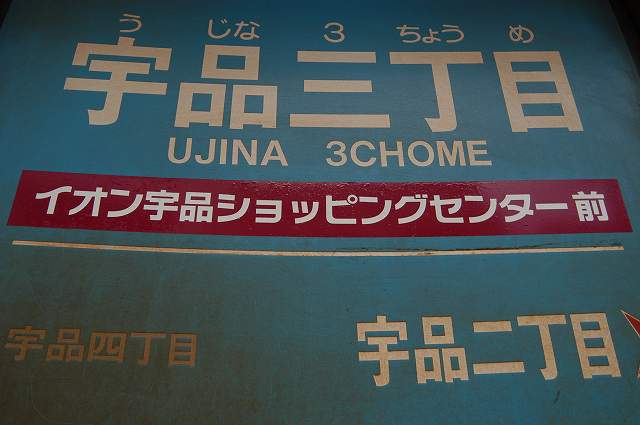 うじな 3 ちょうめ
宇品三丁目
UJINA 3CHOME
イオン宇品ショッピングセンター前
宇品四丁目
宇品二丁目